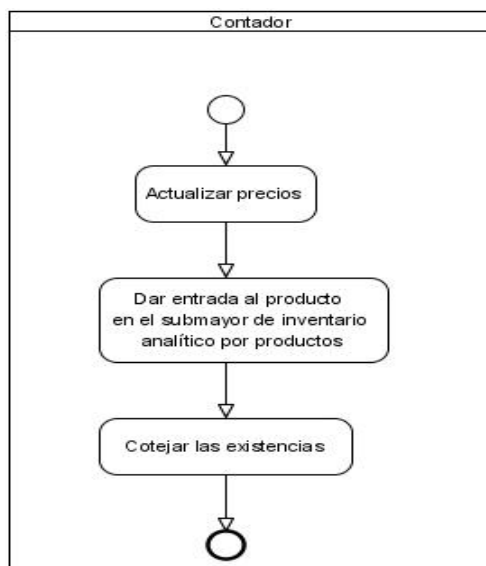 Contador
Actualizar precios
Dar entrada al producto
en el submayor de inventario
analítico por productos
Cotejar las existencias